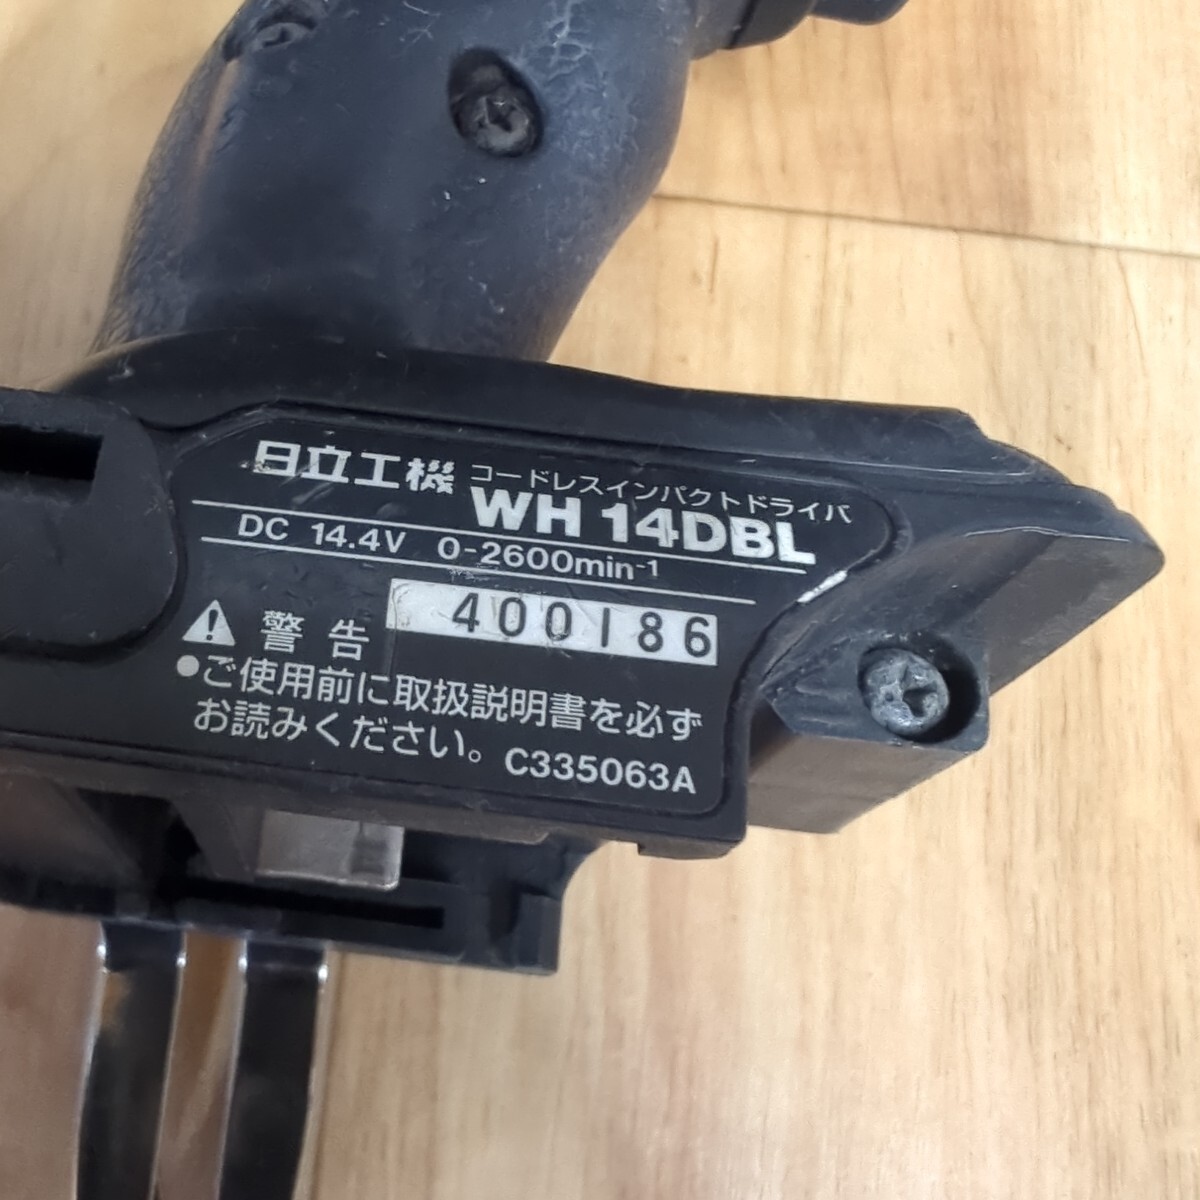 日立工機 コードレスインパクトドライバ
WH 14DBL
DC 14.4V 0-2600min⁻¹
400186
警告
●ご使用前に取扱説明書を必ず
お読みください。 C335063A